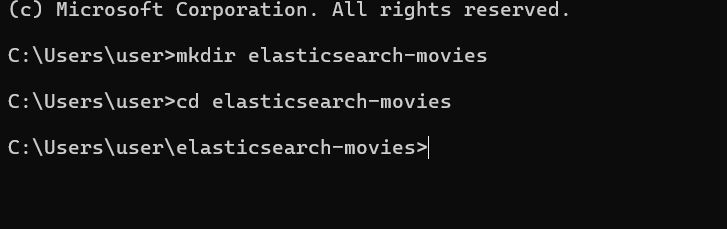 (c) Microsoft Corporation. All rights reserved.
C:\Users\user>mkdir elasticsearch-movies
C:\Users\user>cd elasticsearch-movies
C:\Users\user\elasticsearch-movies>